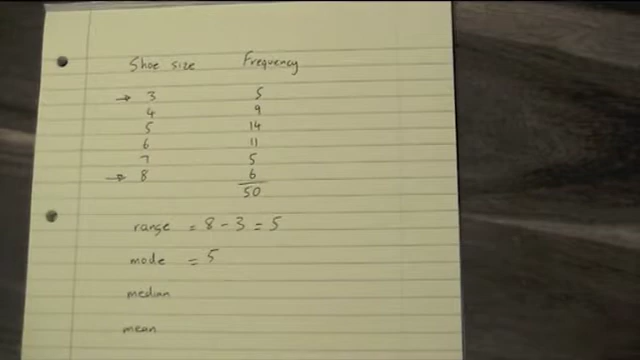 Shoe size Frequency
→ 3 5
4 9
5 14
6 11
7 5
→ 8 6
50
range = 8 - 3 = 5
mode = 5
median
mean